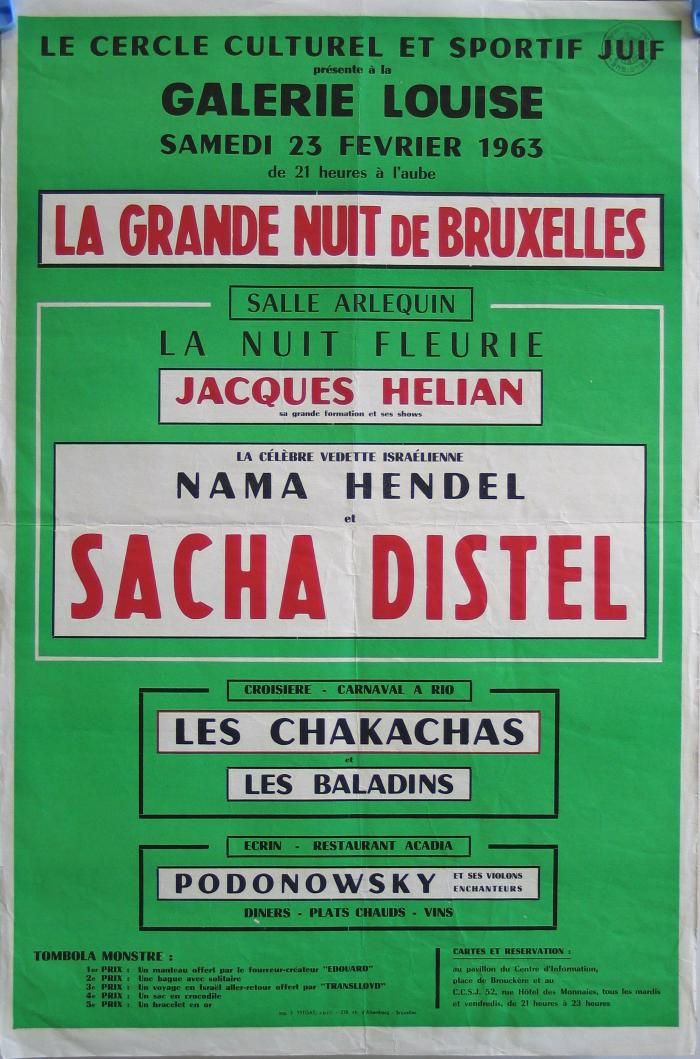 LE CERCLE CULTUREL ET SPORTIF JUIF
présente à la
GALERIE LOUISE
SAMEDI 23 FEVRIER 1963
de 21 heures à l'aube
LA GRANDE NUIT DE BRUXELLES
SALLE ARLEQUIN
LA NUIT FLEURIE
JACQUES HELIAN
sa grande formation et ses shows
LA CÉLÈBRE VEDETTE ISRAÉLIENNE
NAMA HENDEL
et
SACHA DISTEL
CROISIERE - CARNAVAL A RIO
LES CHAKACHAS
et
LES BALADINS
ECRIN - RESTAURANT ACADIA
PODONOWSKY ET SES VIOLONS
ENCHANTEURS
DINERS - PLATS CHAUDS - VINS
TOMBOLA MONSTRE :
1er PRIX : Un manteau offert par le fourreur-créateur "EDOUARD"
2e PRIX : Une bague avec solitaire
3e PRIX : Un voyage en Israël aller-retour offert par "TRANSLLOYD"
4e PRIX : Un sac en crocodile
5e PRIX : Un bracelet en or
CARTES ET RESERVATION :
au pavillon du Centre d'Information,
place de Brouckère et au
C.C.S.J. 52, rue Hôtel des Monnaies, tous les mardis
et vendredis, de 21 heures à 23 heures